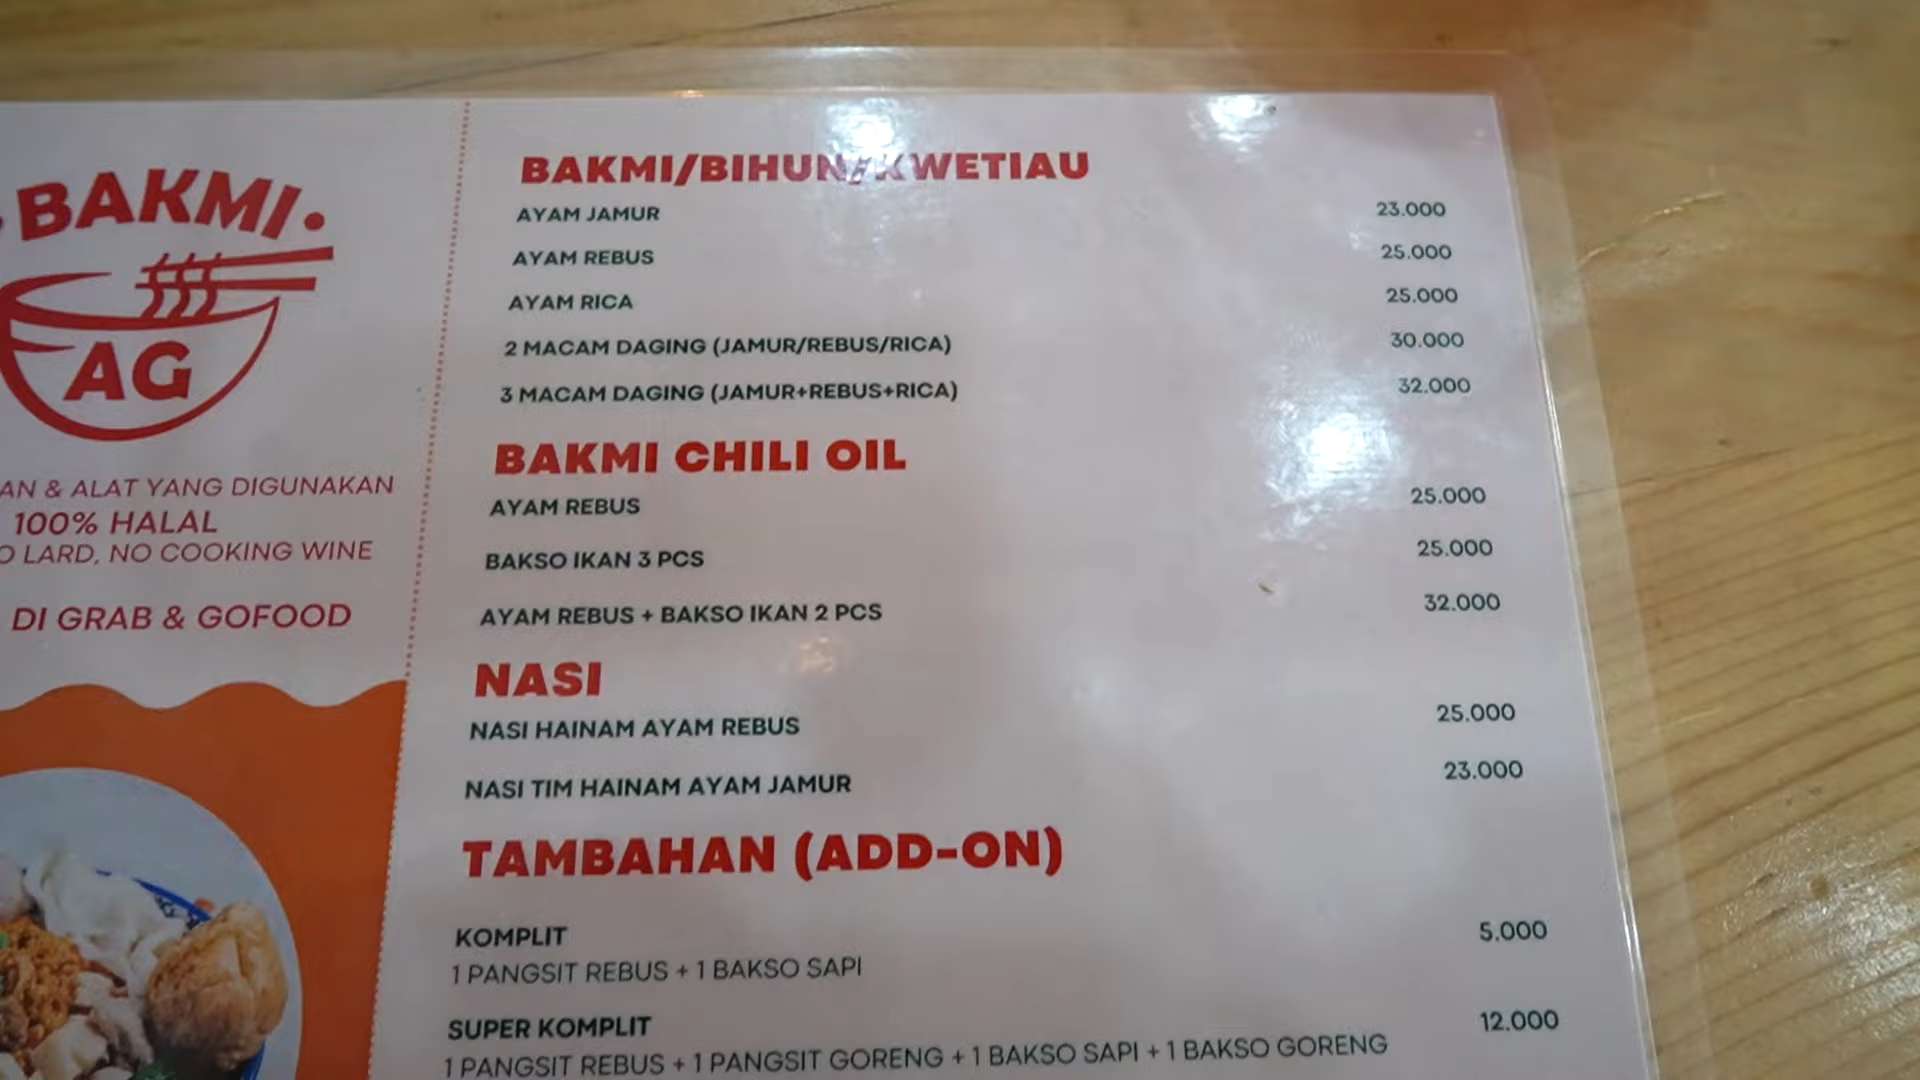 BAKMI
AG
AN & ALAT YANG DIGUNAKAN
100% HALAL
LARD, NO COOKING WINE
DI GRAB & GOFOOD
BAKMI/BIHUN/KWETIAU
AYAM JAMUR 23.000
AYAM REBUS 25.000
AYAM RICA 25.000
2 MACAM DAGING (JAMUR/REBUS/RICA) 30.000
3 MACAM DAGING (JAMUR+REBUS+RICA) 32.000
BAKMI CHILI OIL
AYAM REBUS 25.000
BAKSO IKAN 3 PCS 25.000
AYAM REBUS + BAKSO IKAN 2 PCS 32.000
NASI
NASI HAINAM AYAM REBUS 25.000
NASI TIM HAINAM AYAM JAMUR 23.000
TAMBAHAN (ADD-ON)
KOMPLIT 5.000
1 PANGSIT REBUS + 1 BAKSO SAPI
SUPER KOMPLIT 12.000
1 PANGSIT REBUS + 1 PANGSIT GORENG + 1 BAKSO SAPI + 1 BAKSO GORENG